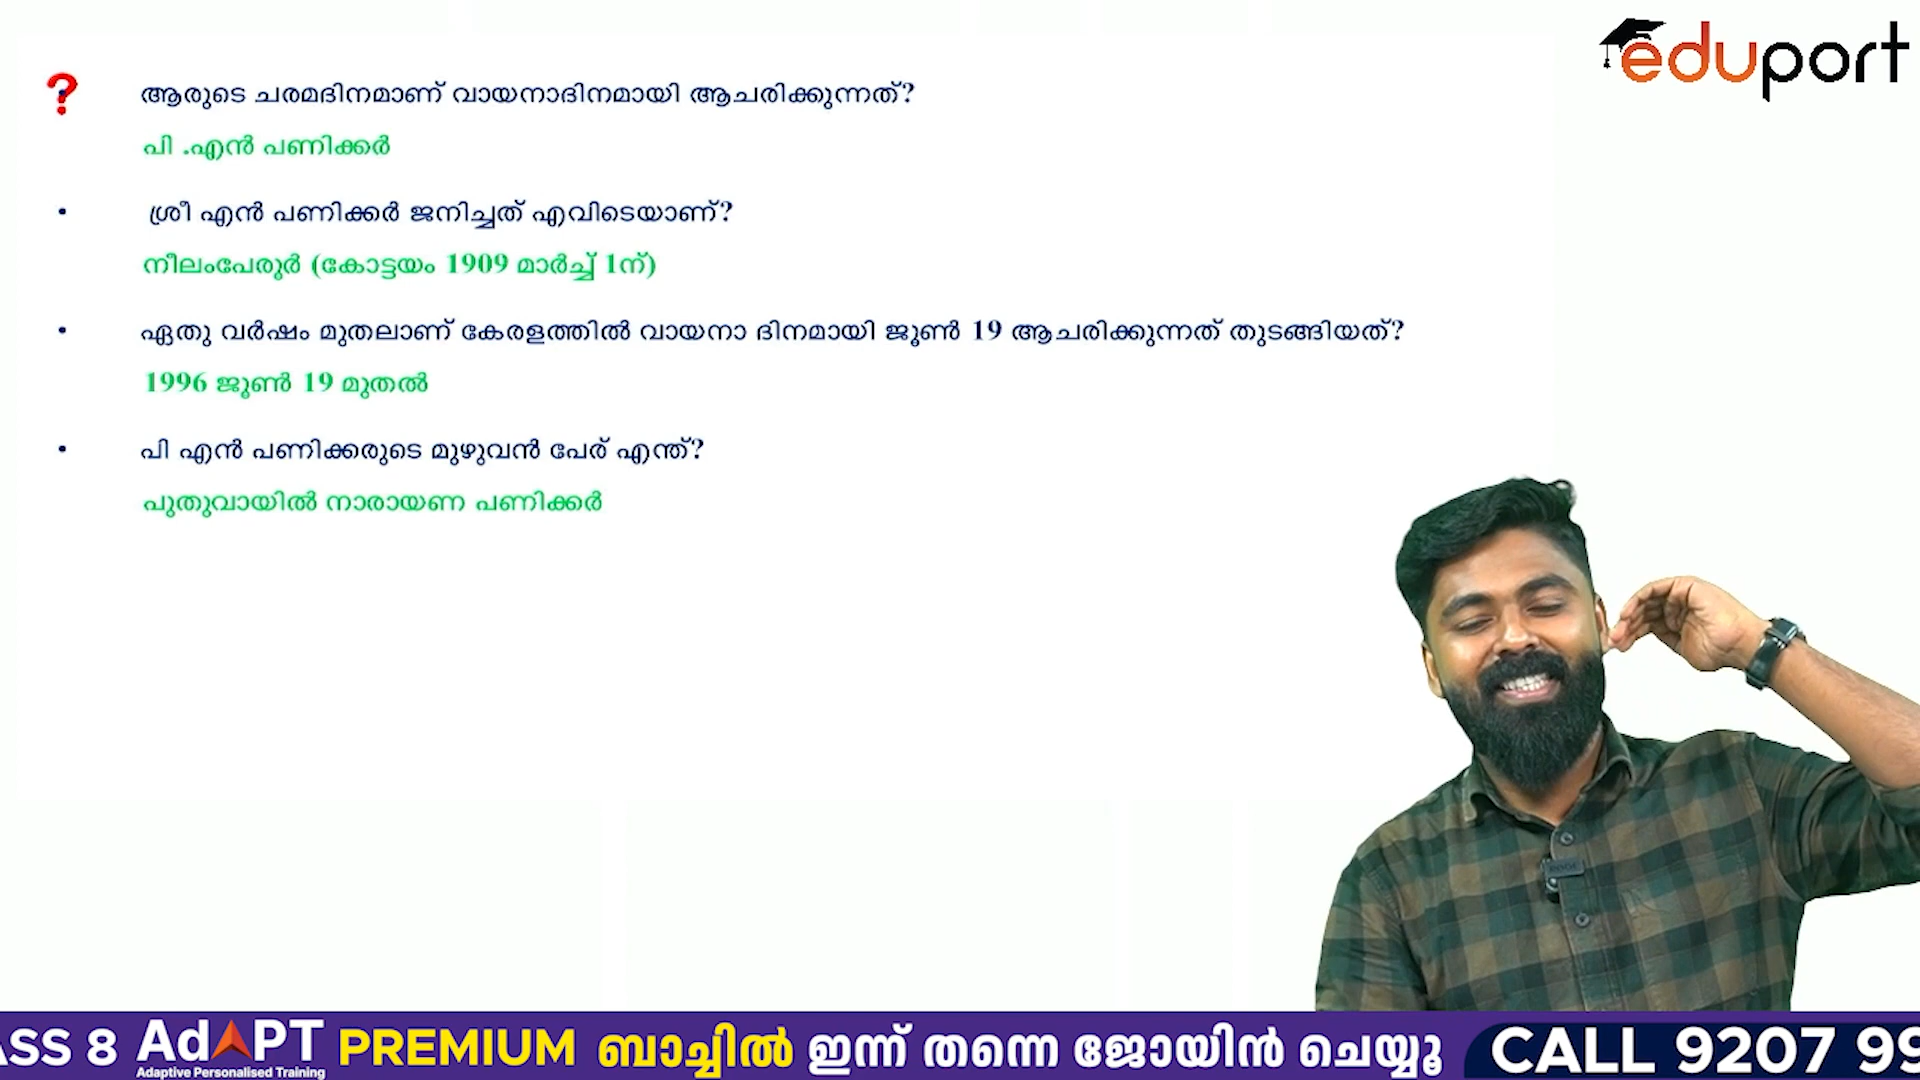 eduport
? ആരുടെ ചരമദിനമാണ് വായനാദിനമായി ആചരിക്കുന്നത്?
പി .എൻ പണിക്കർ
• ശ്രീ എൻ പണിക്കർ ജനിച്ചത് എവിടെയാണ്?
നീലംപേരൂർ (കോട്ടയം 1909 മാർച്ച് 1ന്)
• ഏതു വർഷം മുതലാണ് കേരളത്തിൽ വായനാ ദിനമായി ജൂൺ 19 ആചരിക്കുന്നത് തുടങ്ങിയത്?
1996 ജൂൺ 19 മുതൽ
• പി എൻ പണിക്കരുടെ മുഴുവൻ പേര് എന്ത്?
പുതുവായിൽ നാരായണ പണിക്കർ
ASS 8 AdAPT PREMIUM ബാച്ചിൽ ഇന്ന് തന്നെ ജോയിൻ ചെയ്യൂ CALL 9207 99
Adaptive Personalised Training